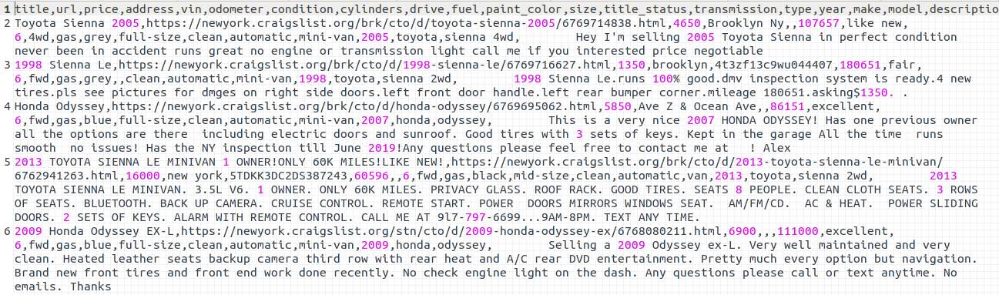 1 title,url,price,address,vin,odometer,condition,cylinders,drive,fuel,paint_color,size,title_status,transmission,type,year,make,model,descriptio
2 Toyota Sienna 2005,https://newyork.craigslist.org/brk/cto/d/toyota-sienna-2005/6769714838.html,4650,Brooklyn Ny,,107657,like new,
6,4wd,gas,grey,full-size,clean,automatic,mini-van,2005,toyota,sienna 4wd,        Hey I'm selling 2005 Toyota Sienna in perfect condition
never been in accident runs great no engine or transmission light call me if you interested price negotiable
3 1998 Sienna Le,https://newyork.craigslist.org/brk/cto/d/1998-sienna-le/6769716627.html,1350,brooklyn,4t3zf13c9wu044407,180651,fair,
6,fwd,gas,grey,,clean,automatic,mini-van,1998,toyota,sienna 2wd,        1998 Sienna Le.runs 100% good.dmv inspection system is ready.4 new
tires.pls see pictures for dmges on right side doors.left front door handle.left rear bumper corner.mileage 180651.asking$1350. .
4 Honda Odyssey,https://newyork.craigslist.org/brk/cto/d/honda-odyssey/6769695062.html,5850,Ave Z & Ocean Ave,,86151,excellent,
6,fwd,gas,blue,full-size,clean,automatic,mini-van,2007,honda,odyssey,        This is a very nice 2007 HONDA ODYSSEY! Has one previous owner
all the options are there  including electric doors and sunroof. Good tires with 3 sets of keys. Kept in the garage All the time  runs
smooth  no issues! Has the NY inspection till June 2019!Any questions please feel free to contact me at   ! Alex
5 2013 TOYOTA SIENNA LE MINIVAN 1 OWNER!ONLY 60K MILES!LIKE NEW!,https://newyork.craigslist.org/brk/cto/d/2013-toyota-sienna-le-minivan/
6762941263.html,16000,new york,5TDKK3DC2DS387243,60596,,6,fwd,gas,black,mid-size,clean,automatic,van,2013,toyota,sienna 2wd,        2013
TOYOTA SIENNA LE MINIVAN. 3.5L V6. 1 OWNER. ONLY 60K MILES. PRIVACY GLASS. ROOF RACK. GOOD TIRES. SEATS 8 PEOPLE. CLEAN CLOTH SEATS. 3 ROWS
OF SEATS. BLUETOOTH. BACK UP CAMERA. CRUISE CONTROL. REMOTE START. POWER  DOORS MIRRORS WINDOWS SEAT.  AM/FM/CD.  AC & HEAT.  POWER SLIDING
DOORS. 2 SETS OF KEYS. ALARM WITH REMOTE CONTROL. CALL ME AT 9l7-797-6699...9AM-8PM. TEXT ANY TIME.
6 2009 Honda Odyssey EX-L,https://newyork.craigslist.org/stn/cto/d/2009-honda-odyssey-ex/6768080211.html,6900,,,111000,excellent,
6,fwd,gas,blue,full-size,clean,automatic,mini-van,2009,honda,odyssey,        Selling a 2009 Odyssey ex-L. Very well maintained and very
clean. Heated leather seats backup camera third row with rear heat and A/C rear DVD entertainment. Pretty much every option but navigation.
Brand new front tires and front end work done recently. No check engine light on the dash. Any questions please call or text anytime. No
emails. Thanks